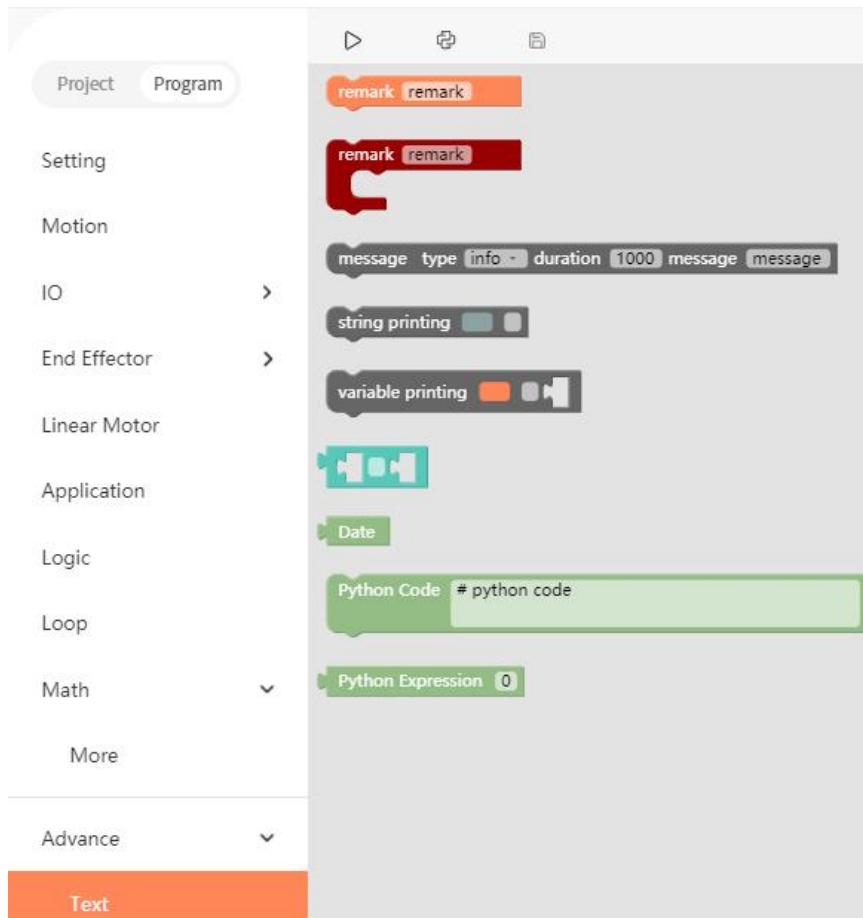 Project Program
Setting
Motion
IO
End Effector
Linear Motor
Application
Logic
Loop
Math
More
Advance
Text
remark remark
remark remark
message type info duration 1000 message message
string printing
variable printing
Date
Python Code # python code
Python Expression 0